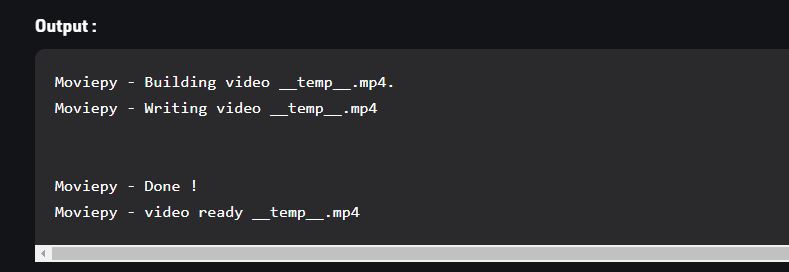 Output :
Moviepy - Building video __temp__.mp4.
Moviepy - Writing video __temp__.mp4
Moviepy - Done !
Moviepy - video ready __temp__.mp4